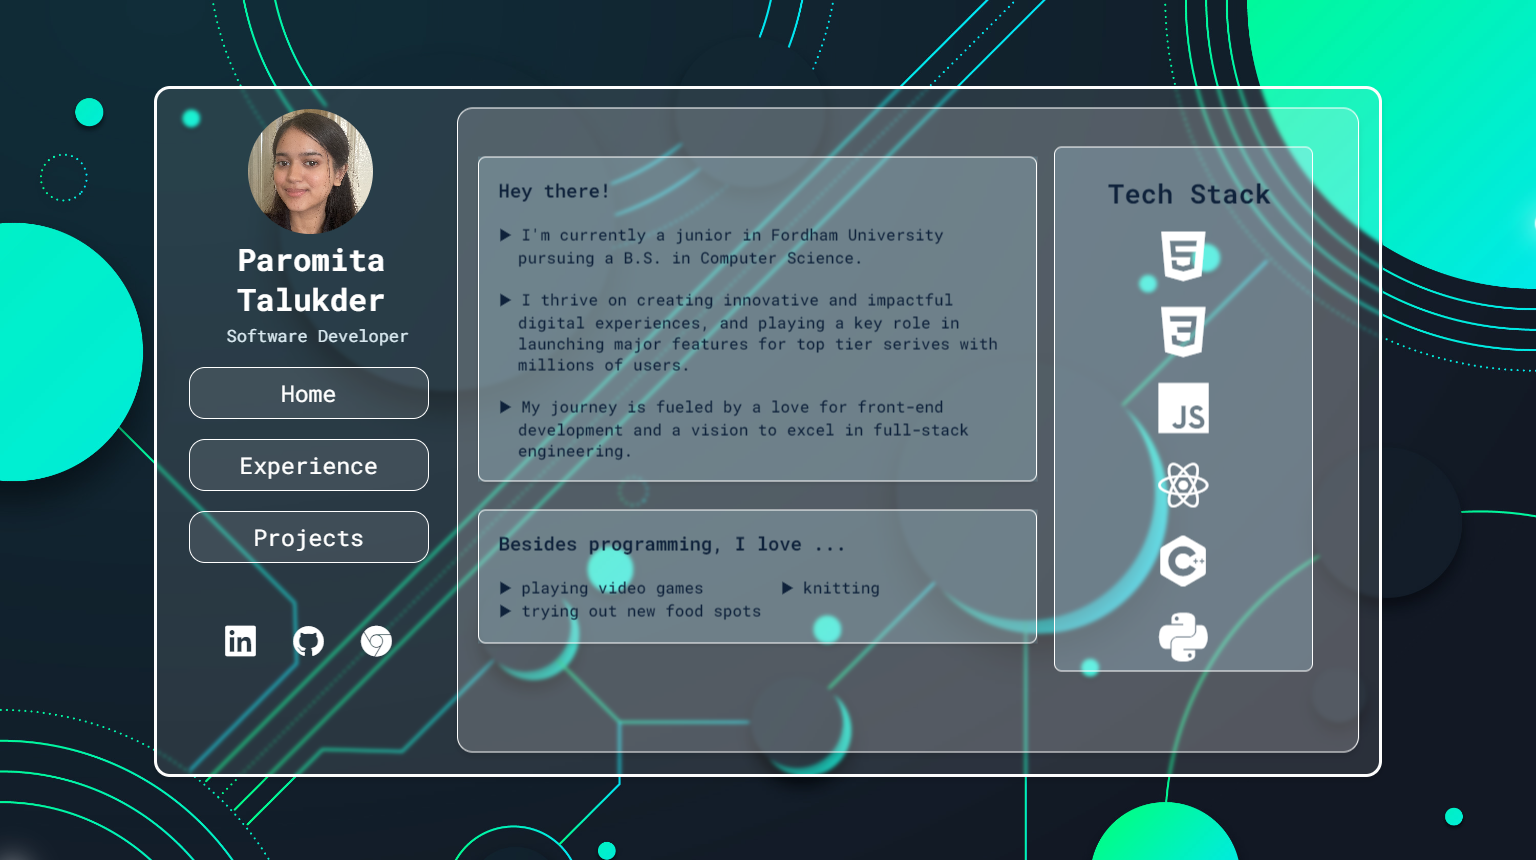 Paromita
Talukder
Software Developer
Home
Experience
Projects
in
Hey there!
▶ I'm currently a junior in Fordham University
pursuing a B.S. in Computer Science.
▶ I thrive on creating innovative and impactful
digital experiences, and playing a key role in
launching major features for top tier serives with
millions of users.
▶ My journey is fueled by a love for front-end
development and a vision to excel in full-stack
engineering.
Besides programming, I love ...
▶ playing video games ▶ knitting
▶ trying out new food spots
Tech Stack
5
3
JS
C++